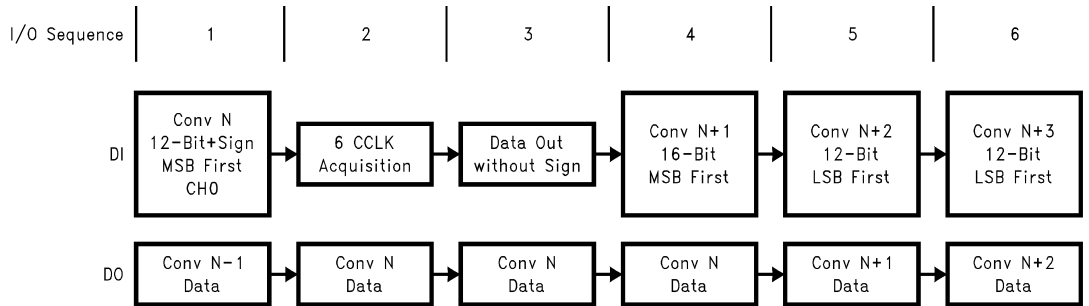 I/O Sequence 1 2 3 4 5 6
DI
Conv N
12-Bit+Sign
MSB First
CH0
6 CCLK
Acquisition
Data Out
without Sign
Conv N+1
16-Bit
MSB First
Conv N+2
12-Bit
LSB First
Conv N+3
12-Bit
LSB First
DO
Conv N-1
Data
Conv N
Data
Conv N
Data
Conv N
Data
Conv N+1
Data
Conv N+2
Data